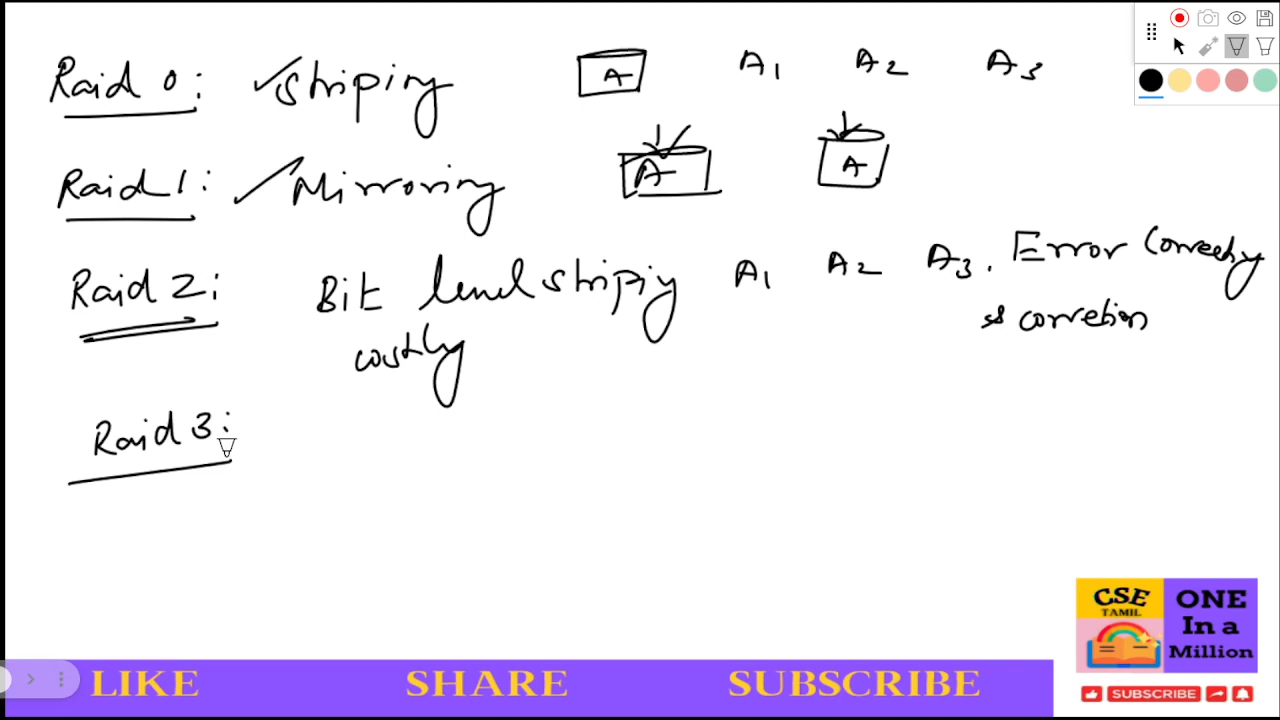 Raid 0: ✓ Striping A A1 A2 A3
Raid 1: ✓ Mirroring A A
Raid 2: Bit level striping A1 A2 A3. Error Correctly
& correction
costly
Raid 3:
CSE
TAMIL
ONE
In a
Million
LIKE SHARE SUBSCRIBE
SUBSCRIBE